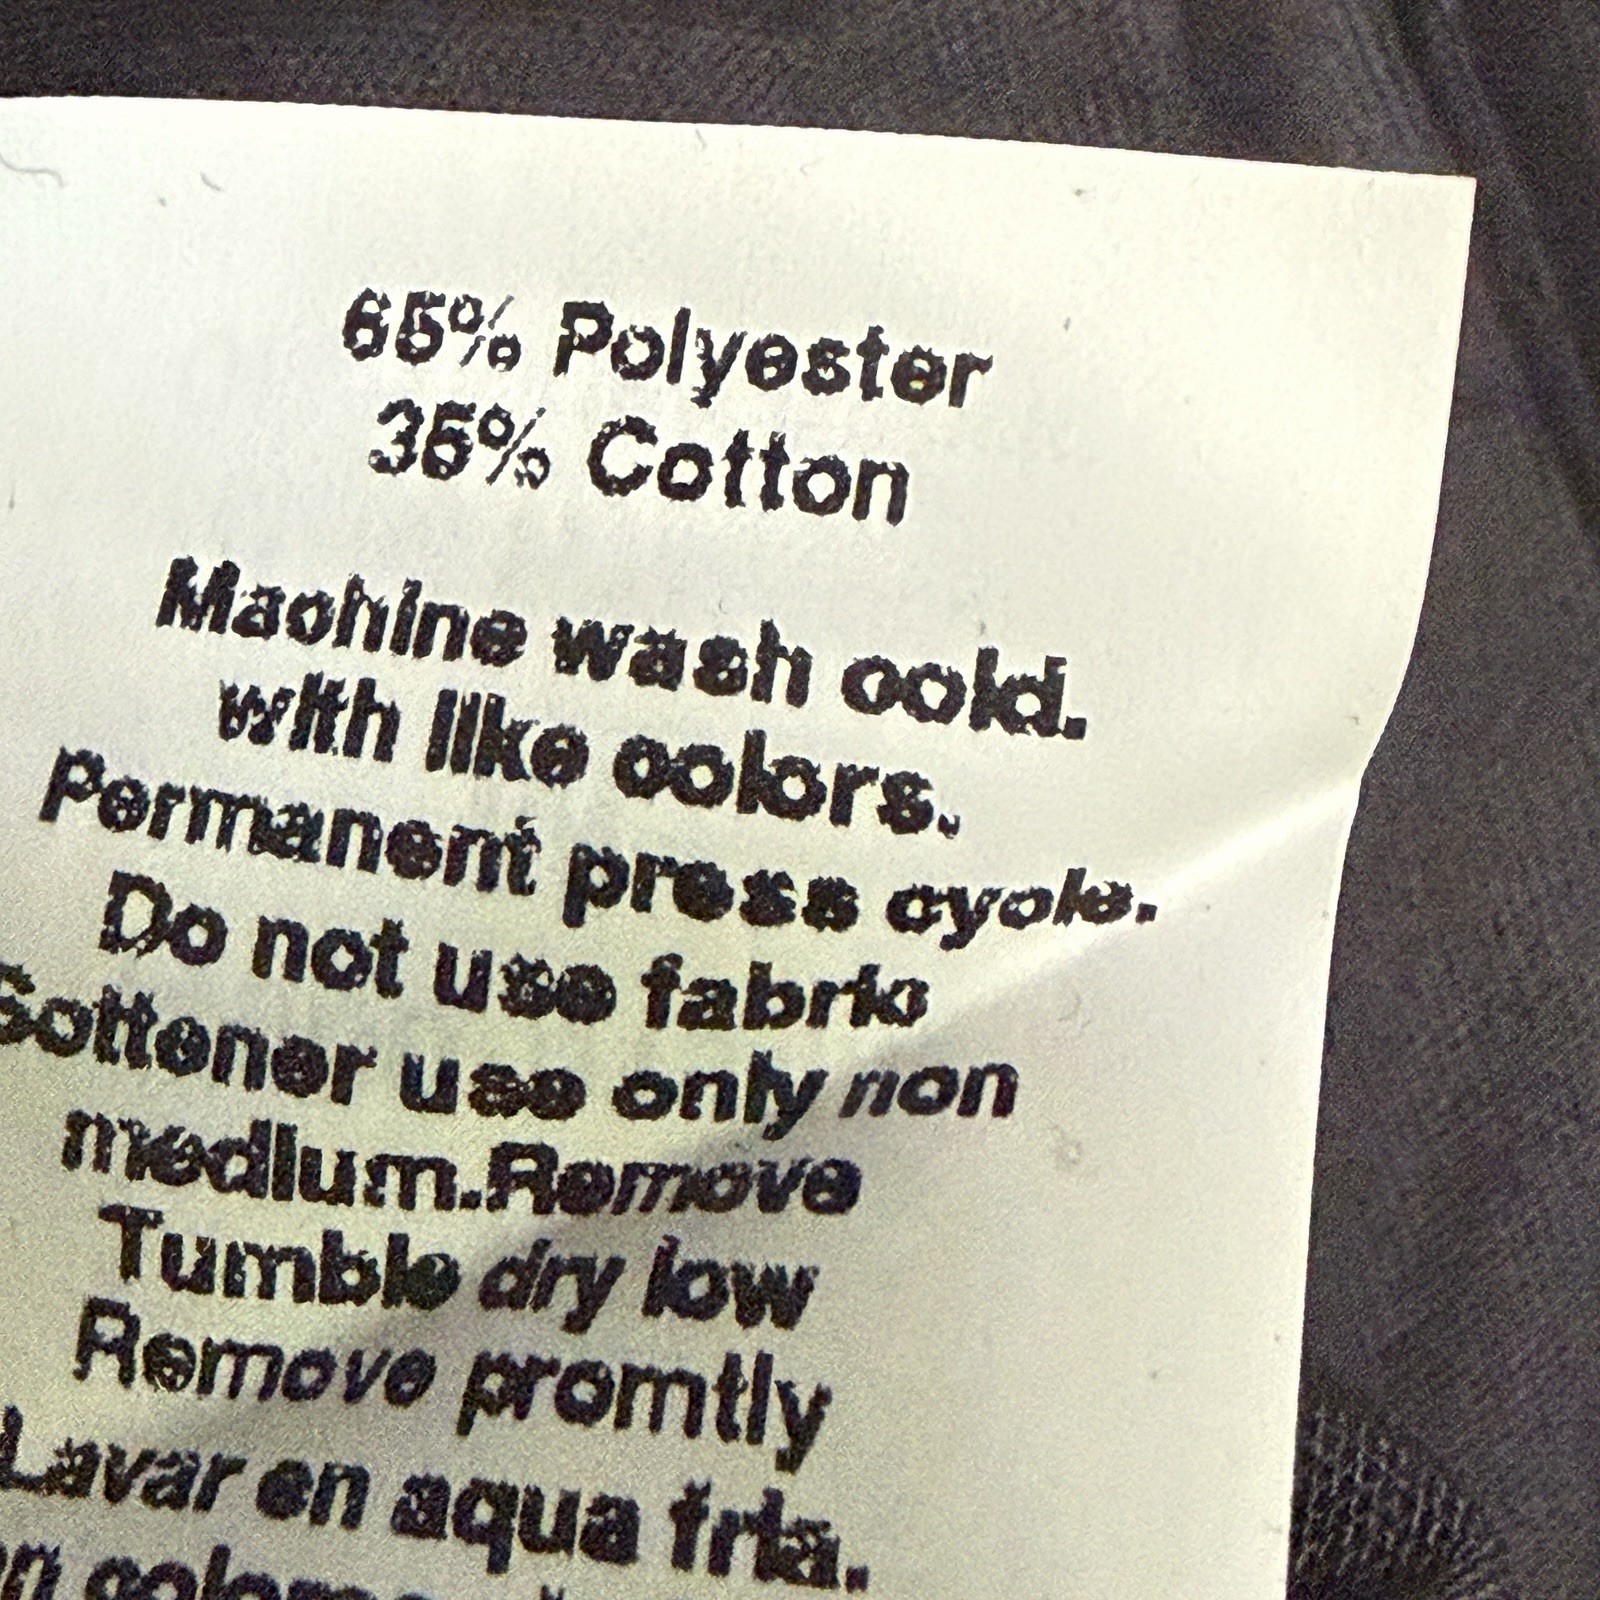 65% Polyester
35% Cotton
Machine wash cold.
with like colors.
Permanent press cycle.
Do not use fabric
Softener use only non
medium.Remove
Tumble dry low
Remove promtly
Lavar en aqua fria.